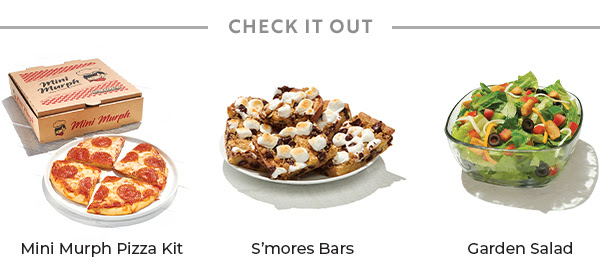 CHECK IT OUT
Mini
Murph
Mini Murph
Mini Murph Pizza Kit
S'mores Bars
Garden Salad